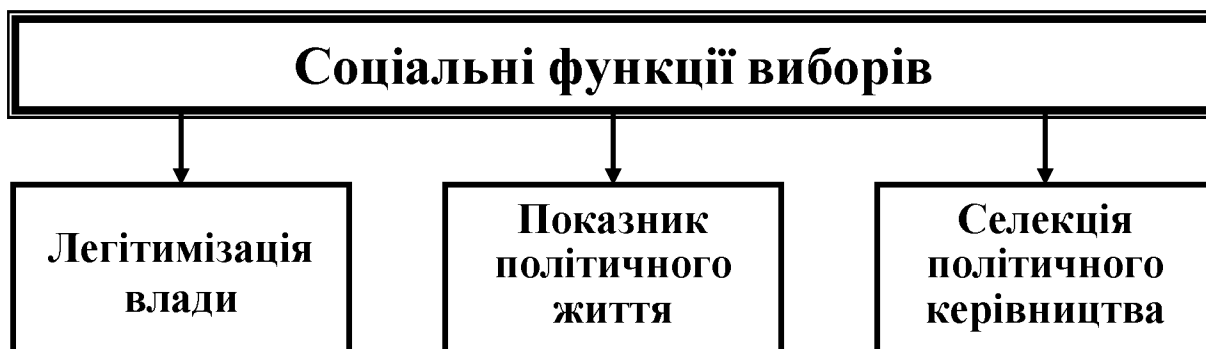 Соціальні функції виборів
Легітимізація
влади
Показник
політичного
життя
Селекція
політичного
керівництва